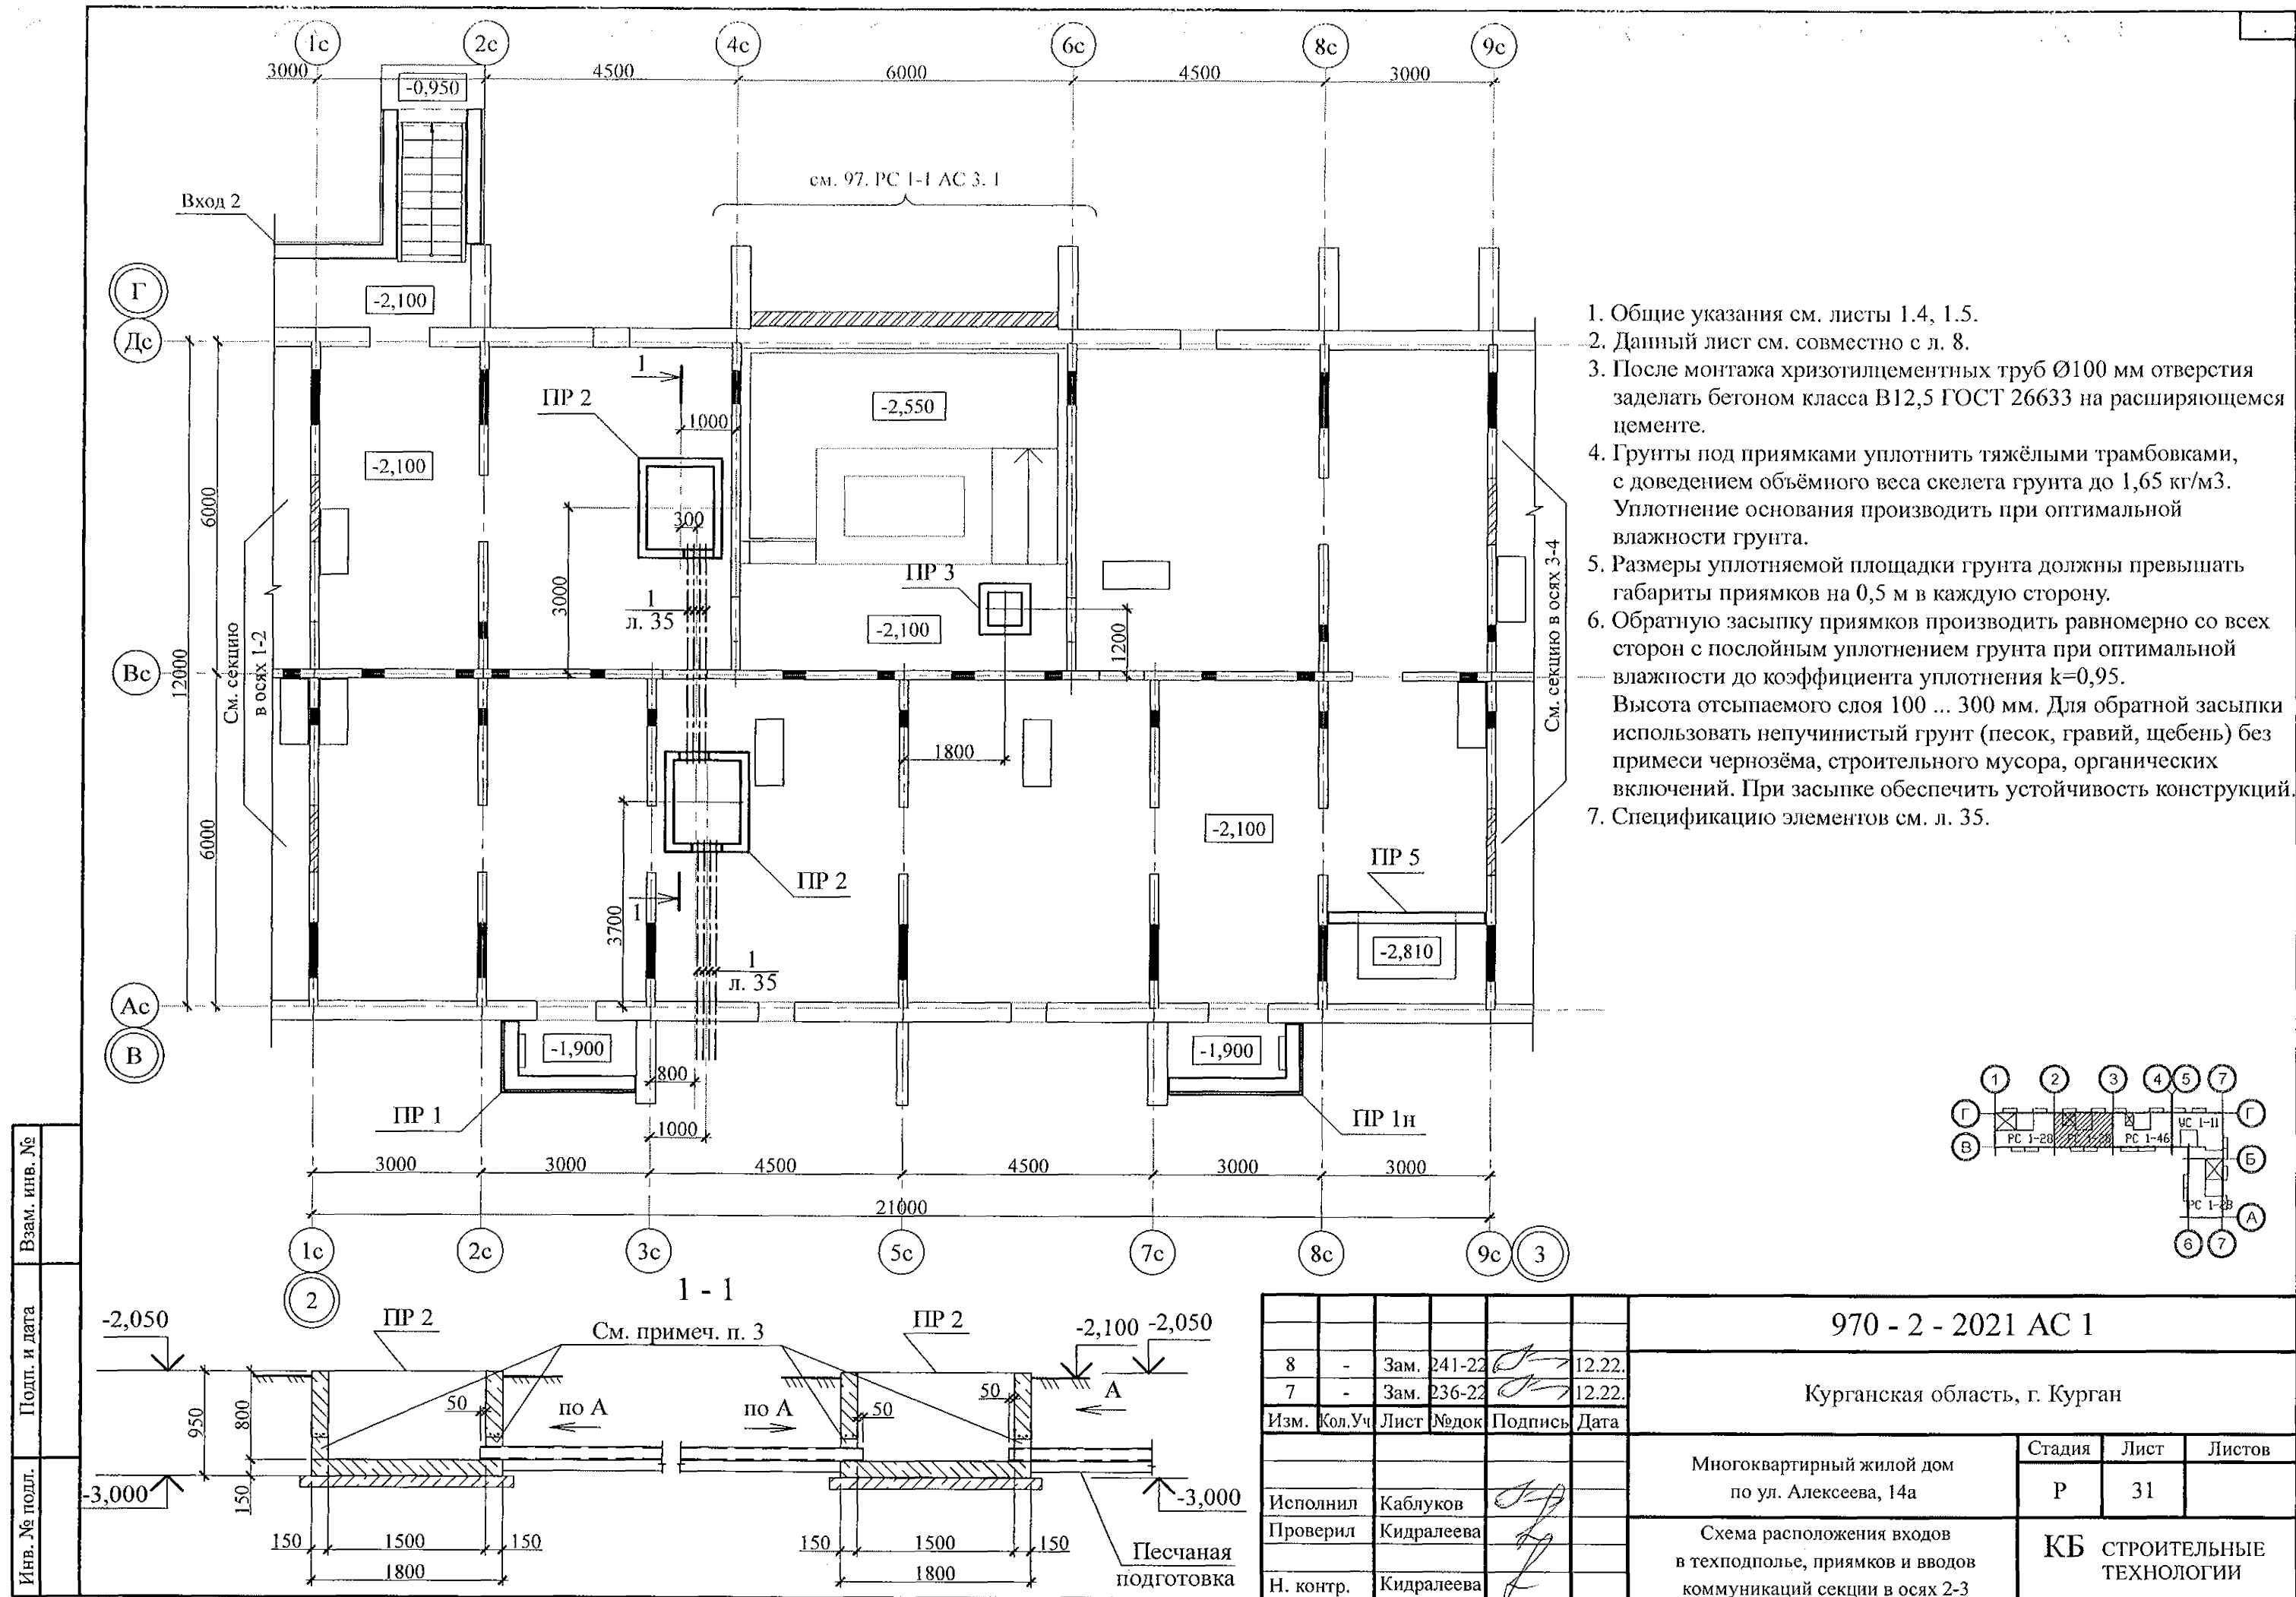 1с
2с
4с
6с
8с
9с
3000
4500
6000
4500
3000
-0,950
см. 97. РС 1-1 АС 3. 1
Вход 2
Г
-2,100
Дс
1
ПР 2
-2,550
1000
-2,100
6000
300
ПР 3
3000
1
л. 35
-2,100
1200
См. секцию
в осях 1-2
См. секцию в осях 3-4
Вс
12000
1800
6000
-2,100
ПР 5
ПР 2
1
3700
-2,810
1
л. 35
Ас
В
-1,900
-1,900
800
ПР 1
ПР 1н
1000
3000
3000
4500
4500
3000
3000
21000
1с
2с
3с
5с
7с
8с
9с
3
2
1. Общие указания см. листы 1.4, 1.5.
2. Данный лист см. совместно с л. 8.
3. После монтажа хризотилцементных труб Ø100 мм отверстия
заделать бетоном класса В12,5 ГОСТ 26633 на расширяющемся
цементе.
4. Грунты под приямками уплотнить тяжёлыми трамбовками,
с доведением объёмного веса скелета грунта до 1,65 кг/м3.
Уплотнение основания производить при оптимальной
влажности грунта.
5. Размеры уплотняемой площадки грунта должны превышать
габариты приямков на 0,5 м в каждую сторону.
6. Обратную засыпку приямков производить равномерно со всех
сторон с послойным уплотнением грунта при оптимальной
влажности до коэффициента уплотнения k=0,95.
Высота отсыпаемого слоя 100 ... 300 мм. Для обратной засыпки
использовать непучинистый грунт (песок, гравий, щебень) без
примеси чернозёма, строительного мусора, органических
включений. При засыпке обеспечить устойчивость конструкций.
7. Спецификацию элементов см. л. 35.
1 2 3 4 5 7
Г Г
РС 1-28 РС 1-46 УС 1-11
В Б
А
6 7
1 - 1
-2,050
ПР 2
См. примеч. п. 3
ПР 2
-2,100
-2,050
50
по А
по А
50
50
А
950
800
150
-3,000
-3,000
150
1500
150
1800
150
1500
150
1800
Песчаная
подготовка
Взам. инв. №
Подп. и дата
Инв. № подл.
8 - Зам. 241-22 12.22.
7 - Зам. 236-22 12.22.
Изм. Кол.Уч Лист №док Подпись Дата
Исполнил Каблуков
Проверил Кидралеева
Н. контр. Кидралеева
970 - 2 - 2021 АС 1
Курганская область, г. Курган
Многоквартирный жилой дом
по ул. Алексеева, 14а
Стадия Лист Листов
Р 31
Схема расположения входов
в техподполье, приямков и вводов
коммуникаций секции в осях 2-3
КБ СТРОИТЕЛЬНЫЕ
ТЕХНОЛОГИИ